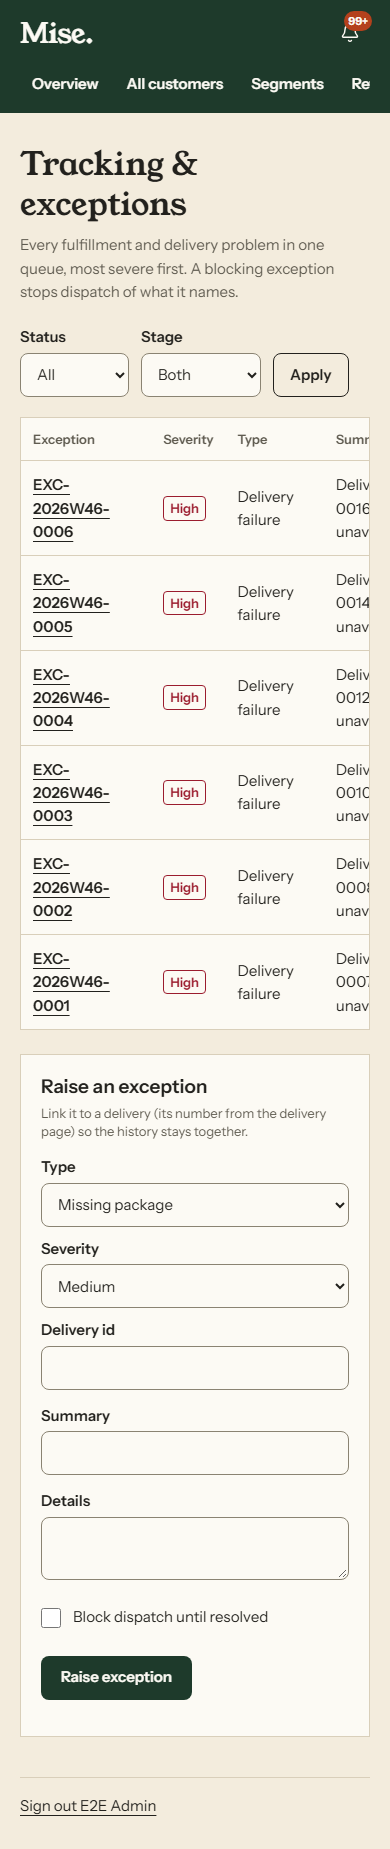 Mise.
99+
Overview All customers Segments
Tracking &
exceptions
Every fulfillment and delivery problem in one
queue, most severe first. A blocking exception
stops dispatch of what it names.
Status Stage
All Both Apply
Exception Severity Type
EXC-
2026W46-
0006
High
Delivery
failure
EXC-
2026W46-
0005
High
Delivery
failure
EXC-
2026W46-
0004
High
Delivery
failure
EXC-
2026W46-
0003
High
Delivery
failure
EXC-
2026W46-
0002
High
Delivery
failure
EXC-
2026W46-
0001
High
Delivery
failure
Raise an exception
Link it to a delivery (its number from the delivery
page) so the history stays together.
Type
Missing package
Severity
Medium
Delivery id
Summary
Details
Block dispatch until resolved
Raise exception
Sign out E2E Admin